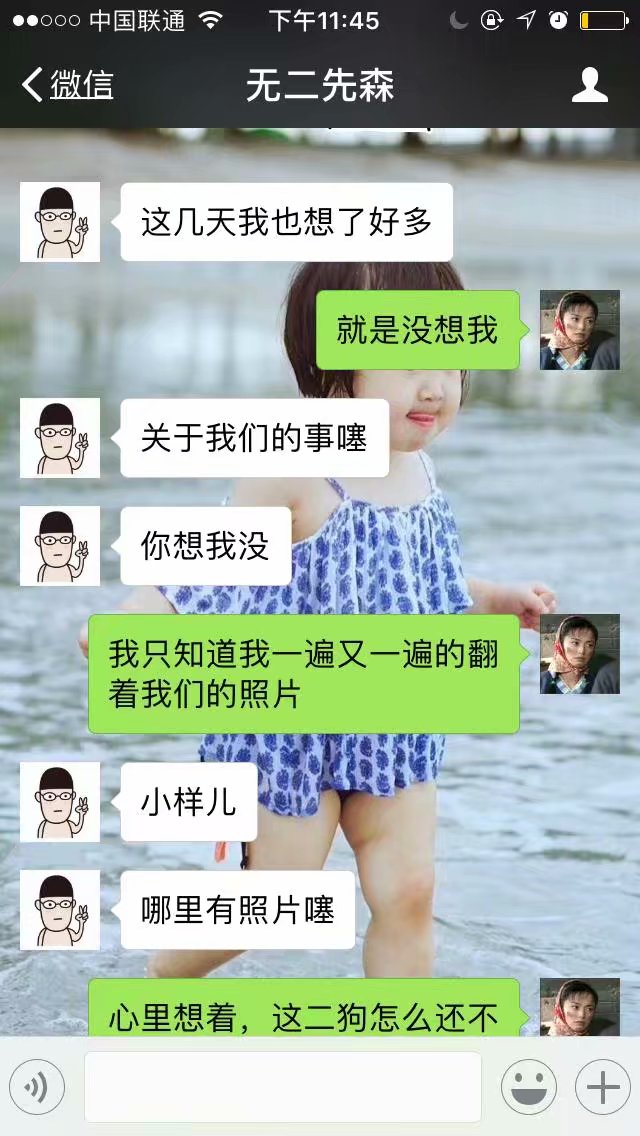 中国联通
下午11:45
微信
无二先森
这几天我也想了好多
就是没想我
关于我们的事噻
你想我没
我只知道我一遍又一遍的翻
着我们的照片
小样儿
哪里有照片噻
心里想着，这二狗怎么还不